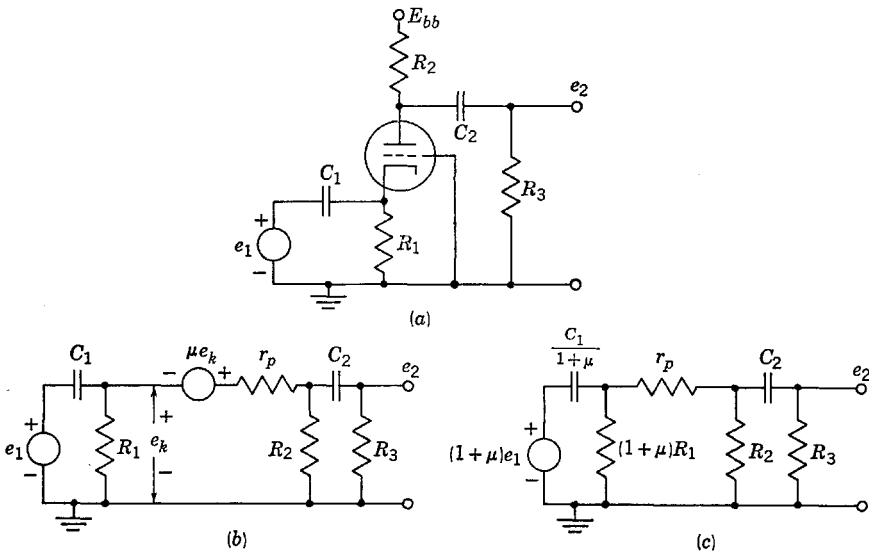 E_bb
R_2
e_2
C_2
C_1
R_3
+
e_1
R_1
−
(a)
C_1
μe_k
− +
r_p
C_2
e_2
+
e_1
−
R_1
+
e_k
−
R_2
R_3
(b)
C_1
1+μ
r_p
C_2
e_2
+
(1+μ)e_1
−
(1+μ)R_1
R_2
R_3
(c)